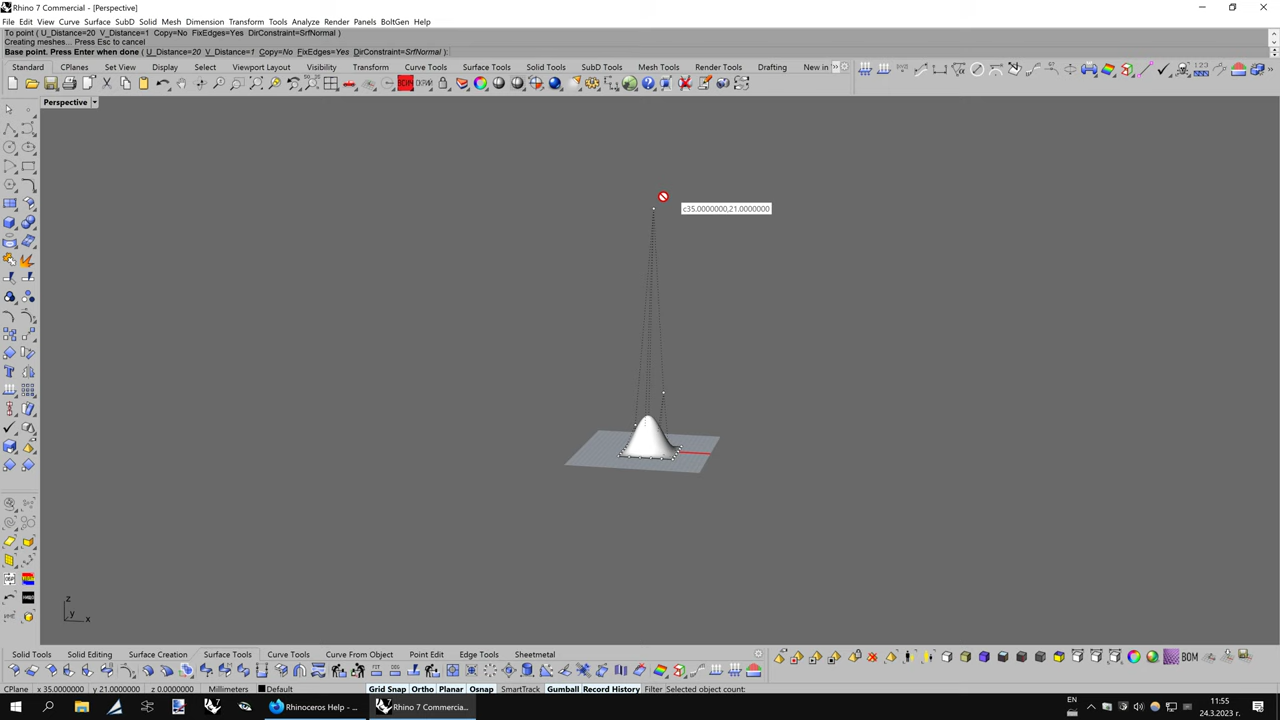 Rhino 7 Commercial - [Perspective]
File Edit View Curve Surface SubD Solid Mesh Dimension Transform Tools Analyze Render Panels BoltGen Help
To point ( U_Distance=20 V_Distance=1 Copy=No FixEdges=Yes DirConstraint=SrfNormal )
Creating meshes... Press Esc to cancel
Base point. Press Enter when done ( U_Distance=20 V_Distance=1 Copy=No FixEdges=Yes DirConstraint=SrfNormal ):
Standard CPlanes Set View Display Select Viewport Layout Visibility Transform Curve Tools Surface Tools Solid Tools SubD Tools Mesh Tools Render Tools Drafting New in
Perspective
c35.0000000,21.0000000
z
y
x
Solid Tools Solid Editing Surface Creation Surface Tools Curve Tools Curve From Object Point Edit Edge Tools Sheetmetal
BOM
CPlane x 35.0000000 y 21.0000000 z 0.0000000 Millimeters Default Grid Snap Ortho Planar Osnap SmartTrack Gumball Record History Filter Selected object count:
Rhinoceros Help - ... Rhino 7 Commercia... EN 11:55
24.3.2023 г.